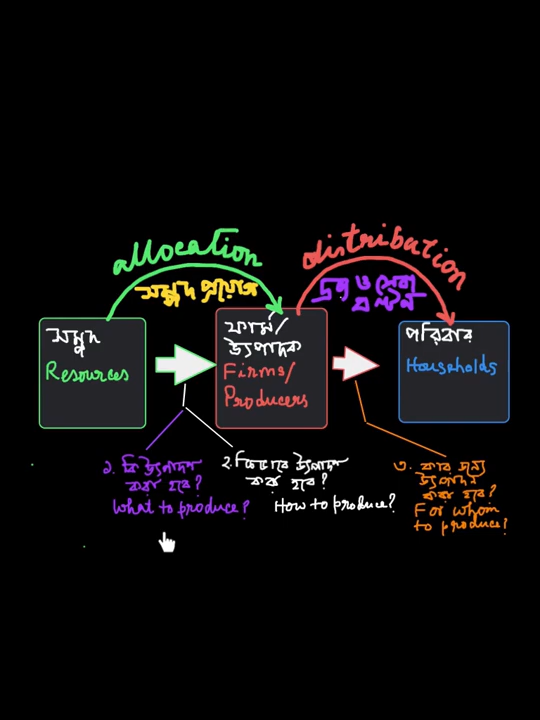 allocation
distribution
সম্পদ প্রয়োগ
দ্রব্য ও সেবা
বন্টন
সম্পদ
Resources
ফার্ম/
উৎপাদক
Firms/
Producers
পরিবার
Households
১. কি উৎপাদন
করা হবে?
What to produce?
২. কিভাবে উৎপাদন
করা হবে?
How to produce?
৩. কার জন্য
উৎপাদন
করা হবে?
For whom
to produce?